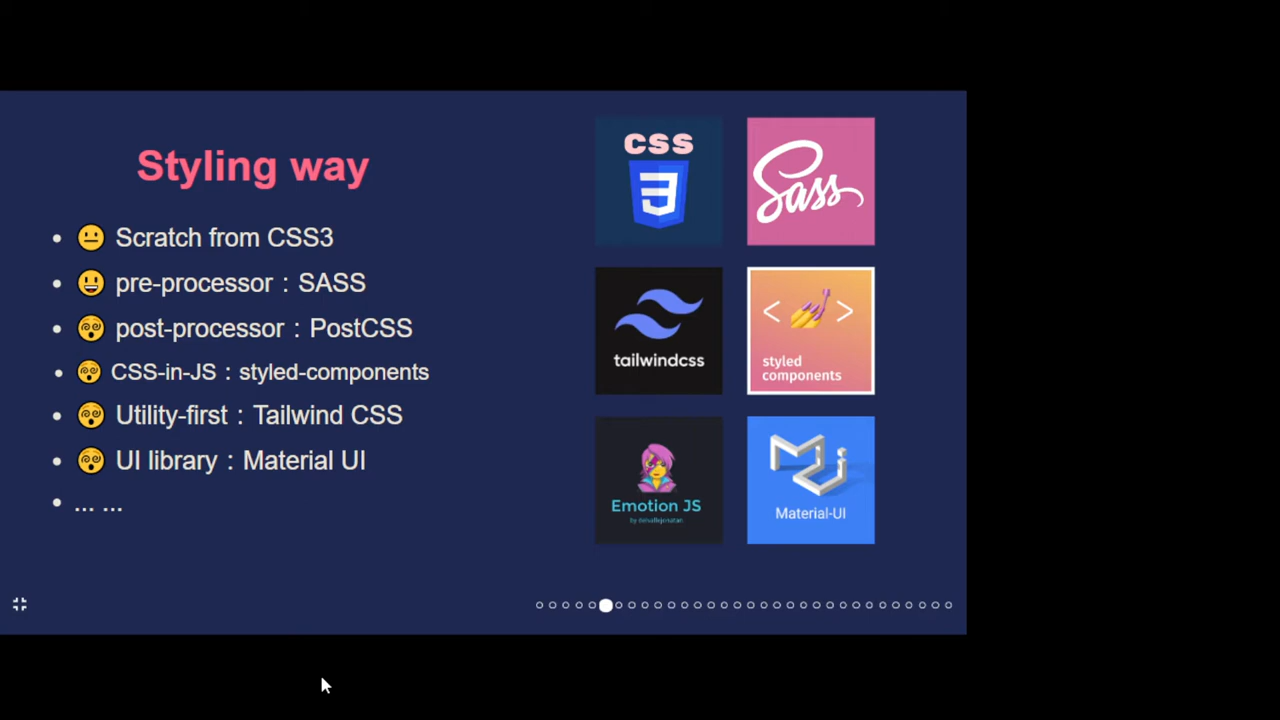 Styling way
😐 Scratch from CSS3
😀 pre-processor：SASS
😵‍💫 post-processor：PostCSS
😵‍💫 CSS-in-JS：styled-components
😵‍💫 Utility-first：Tailwind CSS
😵‍💫 UI library：Material UI
... ...
CSS
3
Sass
tailwindcss
< 💅 >
styled
components
Emotion JS
MUi
Material-UI